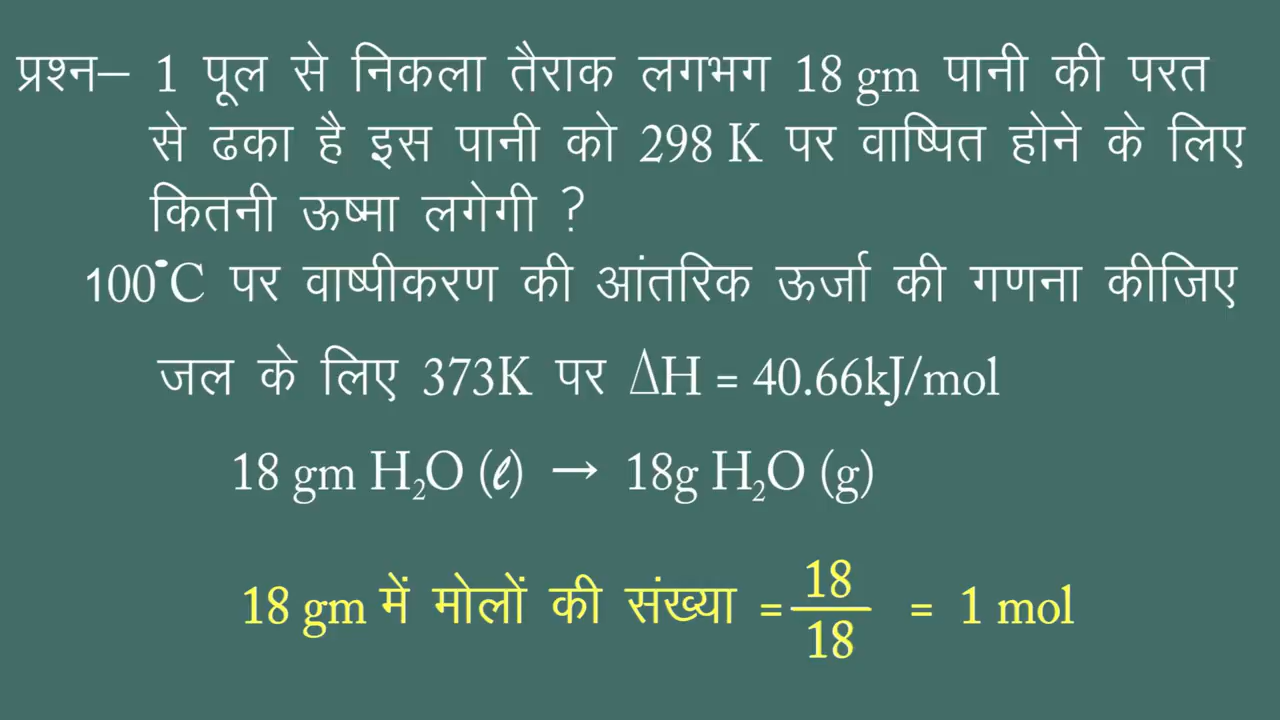 प्रश्न– 1 पूल से निकला तैराक लगभग 18 gm पानी की परत
से ढका है इस पानी को 298 K पर वाष्पित होने के लिए
कितनी ऊष्मा लगेगी ?
100°C पर वाष्पीकरण की आंतरिक ऊर्जा की गणना कीजिए
जल के लिए 373K पर ΔH = 40.66kJ/mol
18 gm H₂O (ℓ) → 18g H₂O (g)
18 gm में मोलों की संख्या = 18/18 = 1 mol